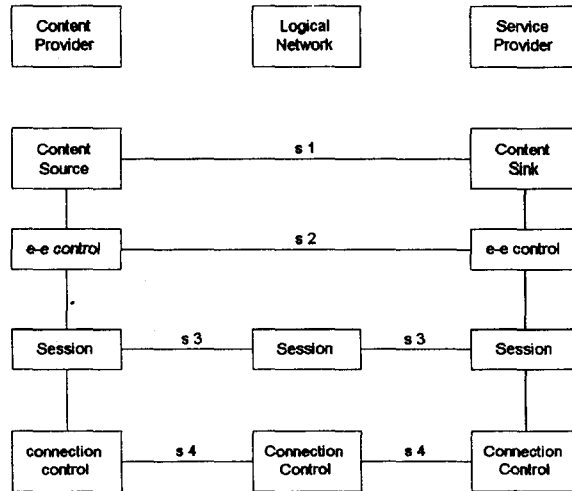 Content
Provider
Logical
Network
Service
Provider
Content
Source
s 1
Content
Sink
e-e control
s 2
e-e control
Session
s 3
Session
s 3
Session
connection
control
s 4
Connection
Control
s 4
Connection
Control